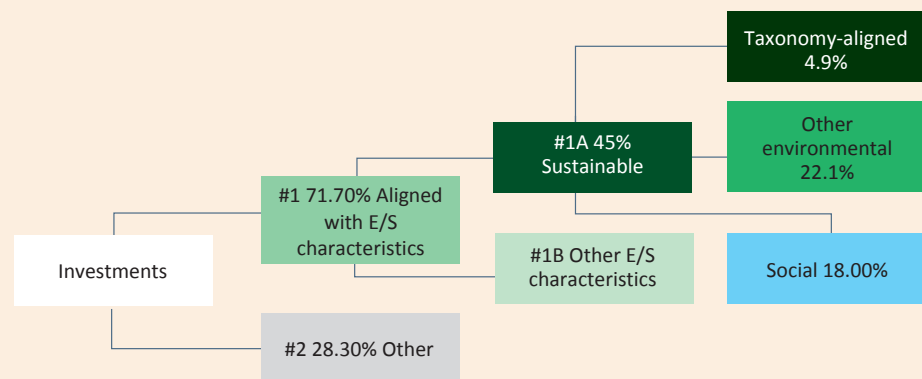 Taxonomy-aligned
4.9%
#1A 45%
Sustainable
Other
environmental
22.1%
#1 71.70% Aligned
with E/S
characteristics
#1B Other E/S
characteristics
Social 18.00%
Investments
#2 28.30% Other